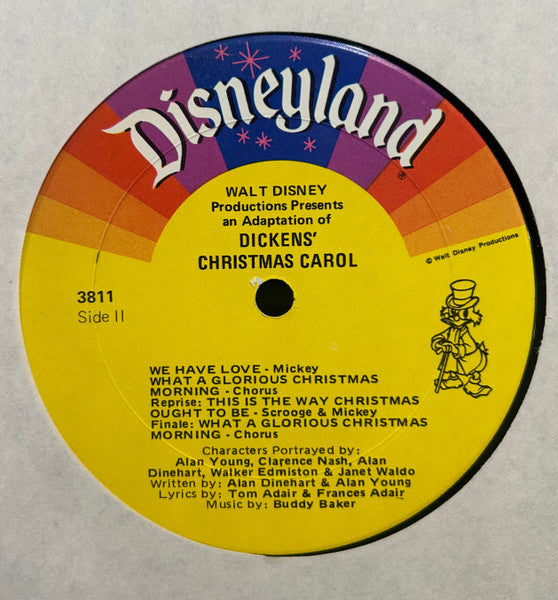 Disneyland
®
WALT DISNEY
Productions Presents
an Adaptation of
DICKENS'
CHRISTMAS CAROL
© Walt Disney Productions
3811
Side II
WE HAVE LOVE - Mickey
WHAT A GLORIOUS CHRISTMAS
MORNING - Chorus
Reprise: THIS IS THE WAY CHRISTMAS
OUGHT TO BE - Scrooge & Mickey
Finale: WHAT A GLORIOUS CHRISTMAS
MORNING - Chorus
Characters Portrayed by:
Alan Young, Clarence Nash, Alan
Dinehart, Walker Edmiston & Janet Waldo
Written by: Alan Dinehart & Alan Young
Lyrics by: Tom Adair & Frances Adair
Music by: Buddy Baker